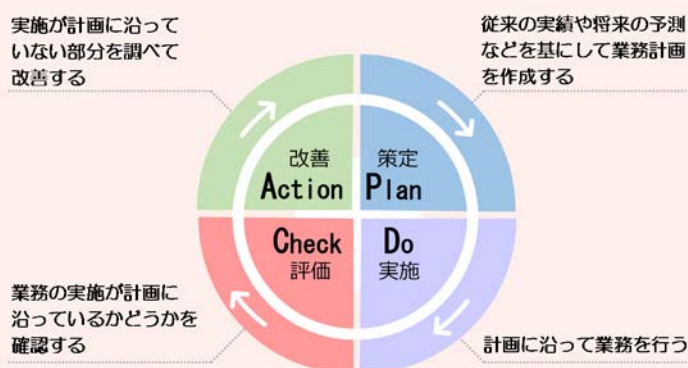 実施が計画に沿って
いない部分を調べて
改善する
従来の実績や将来の予測
などを基にして業務計画
を作成する
改善
Action
策定
Plan
Check
評価
Do
実施
業務の実施が計画に
沿っているかどうかを
確認する
計画に沿って業務を行う